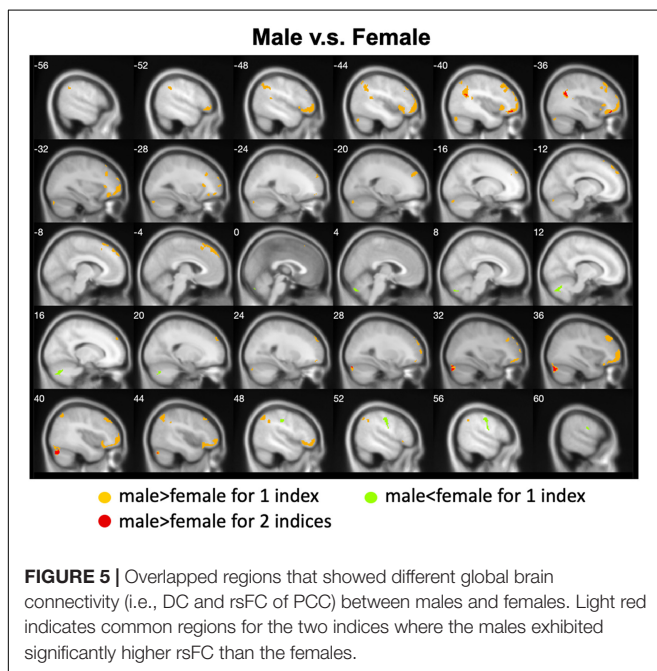 Male v.s. Female
-56 -52 -48 -44 -40 -36
-32 -28 -24 -20 -16 -12
-8 -4 0 4 8 12
16 20 24 28 32 36
40 44 48 52 56 60
male>female for 1 index male<female for 1 index
male>female for 2 indices
FIGURE 5 | Overlapped regions that showed different global brain
connectivity (i.e., DC and rsFC of PCC) between males and females. Light red
indicates common regions for the two indices where the males exhibited
significantly higher rsFC than the females.